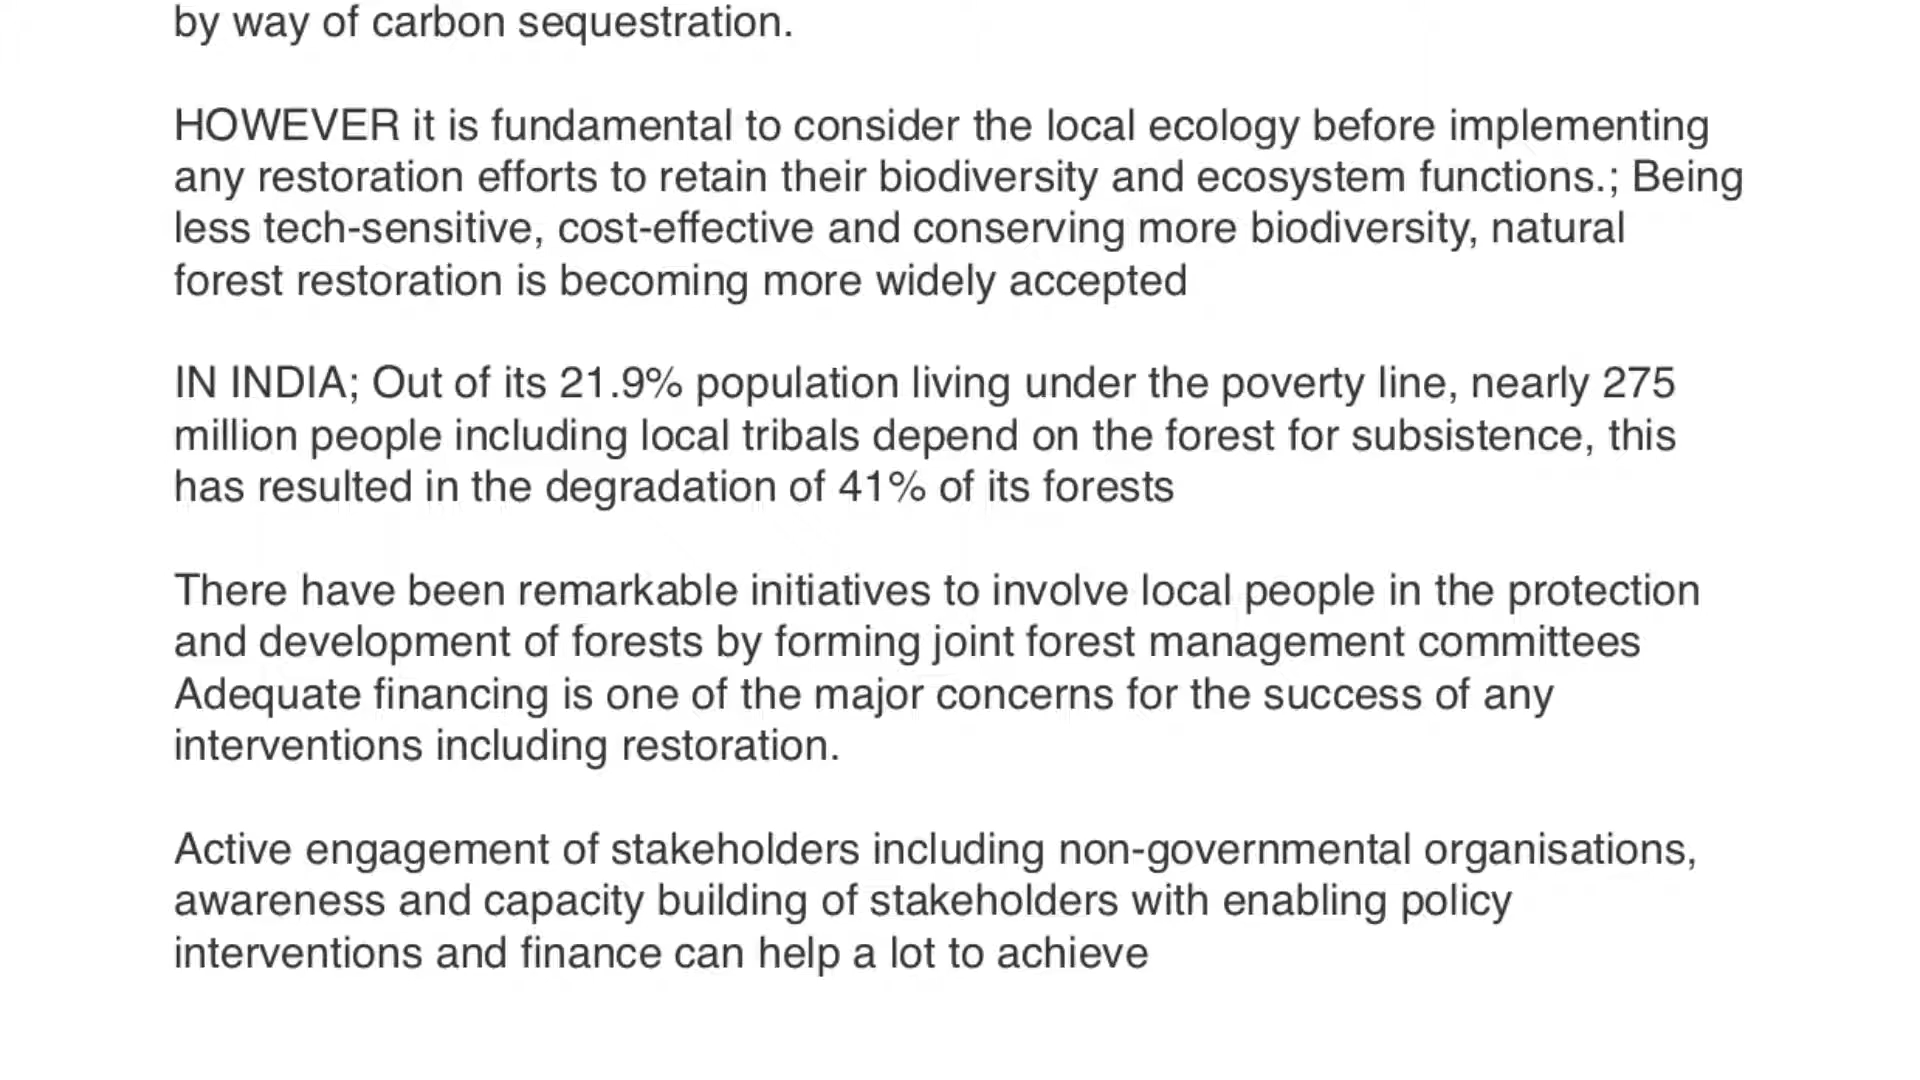 by way of carbon sequestration.
HOWEVER it is fundamental to consider the local ecology before implementing
any restoration efforts to retain their biodiversity and ecosystem functions.; Being
less tech-sensitive, cost-effective and conserving more biodiversity, natural
forest restoration is becoming more widely accepted
IN INDIA; Out of its 21.9% population living under the poverty line, nearly 275
million people including local tribals depend on the forest for subsistence, this
has resulted in the degradation of 41% of its forests
There have been remarkable initiatives to involve local people in the protection
and development of forests by forming joint forest management committees
Adequate financing is one of the major concerns for the success of any
interventions including restoration.
Active engagement of stakeholders including non-governmental organisations,
awareness and capacity building of stakeholders with enabling policy
interventions and finance can help a lot to achieve